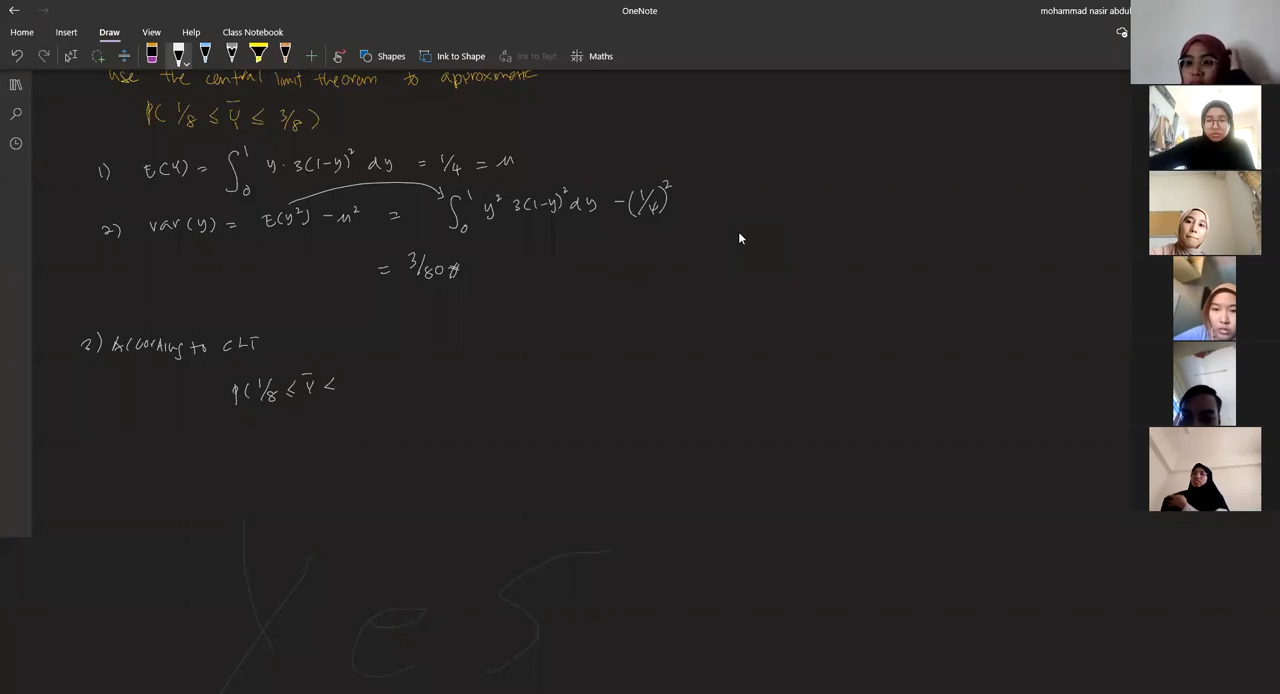 OneNote
mohammad nasir abdul
Home Insert Draw View Help Class Notebook
Shapes Ink to Shape Ink to Text Maths
use the central limit theorem to approximate
P( 1/8 ≤ Ȳ ≤ 3/8 )
1) E(Y) = ∫₀¹ y · 3(1-y)² dy = 1/4 = μ
2) var(y) = E(y²) - μ² = ∫₀¹ y² 3(1-y)² dy - (1/4)²
= 3/80
2) According to CLT
P( 1/8 ≤ Ȳ <
Yes